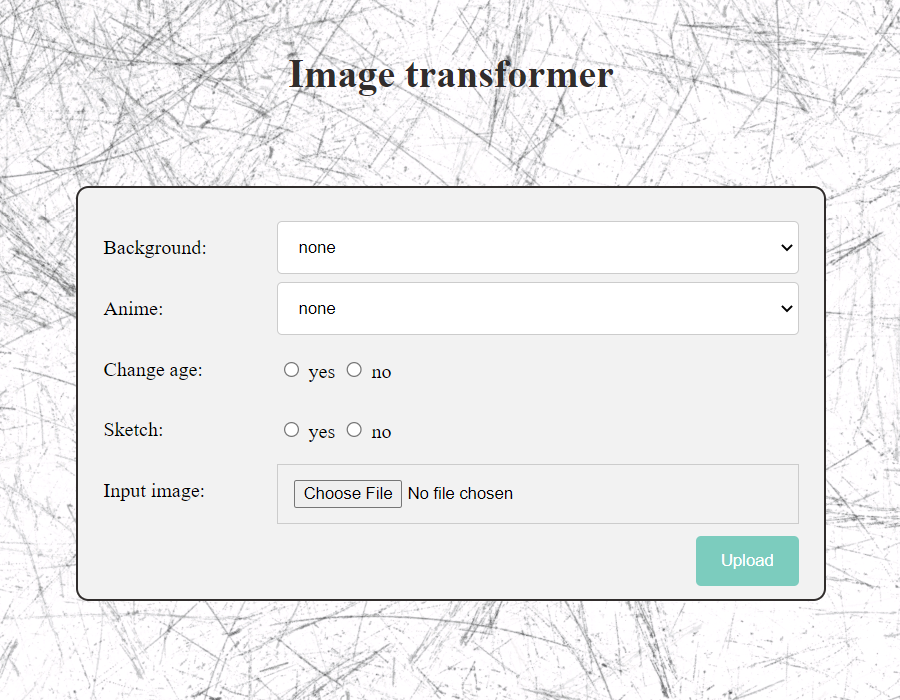 Image transformer
Background: none
Anime: none
Change age: yes no
Sketch: yes no
Input image: Choose File No file chosen
Upload